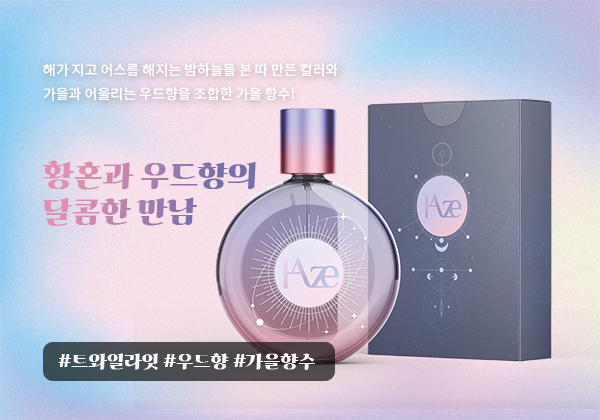 해가 지고 어스름 해지는 밤하늘을 본 따 만든 컬러와
가을과 어울리는 우드향을 조합한 가을 향수!
황혼과 우드향의
달콤한 만남
HAze
HAze
#트와일라잇 #우드향 #가을향수